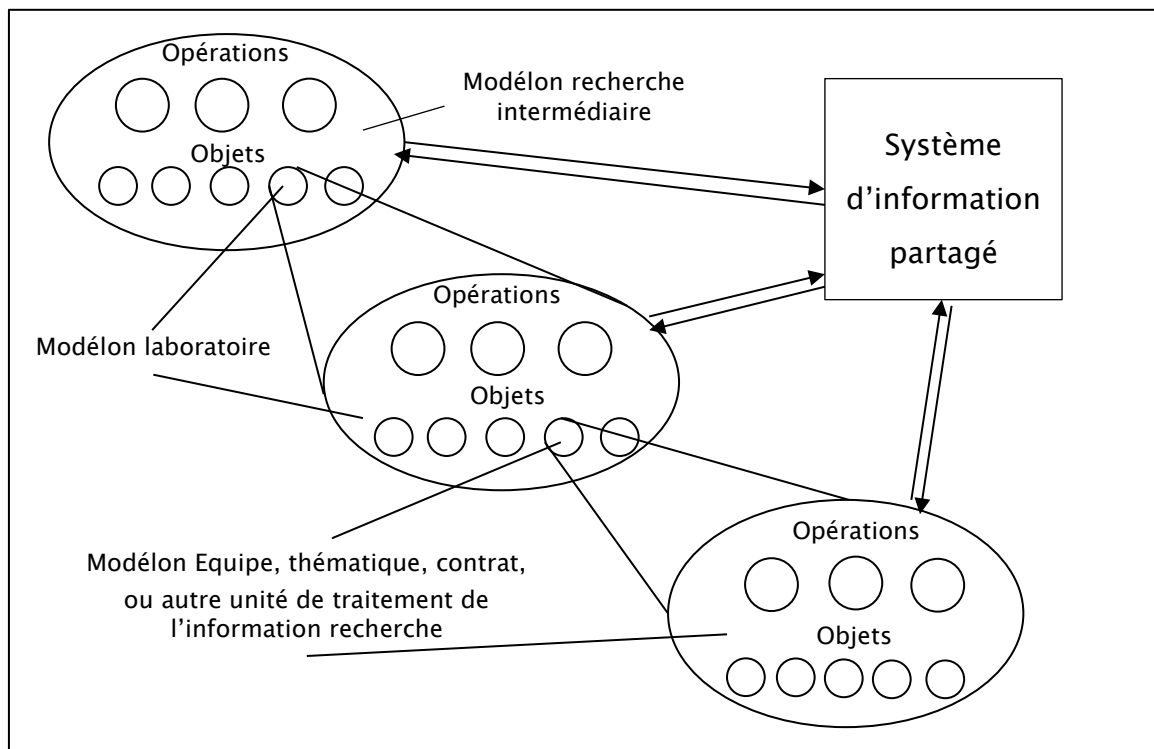 Opérations
Modélon recherche
intermédiaire
Objets
Système
d'information
partagé
Opérations
Modélon laboratoire
Objets
Opérations
Modélon Equipe, thématique, contrat,
ou autre unité de traitement de
l'information recherche
Objets